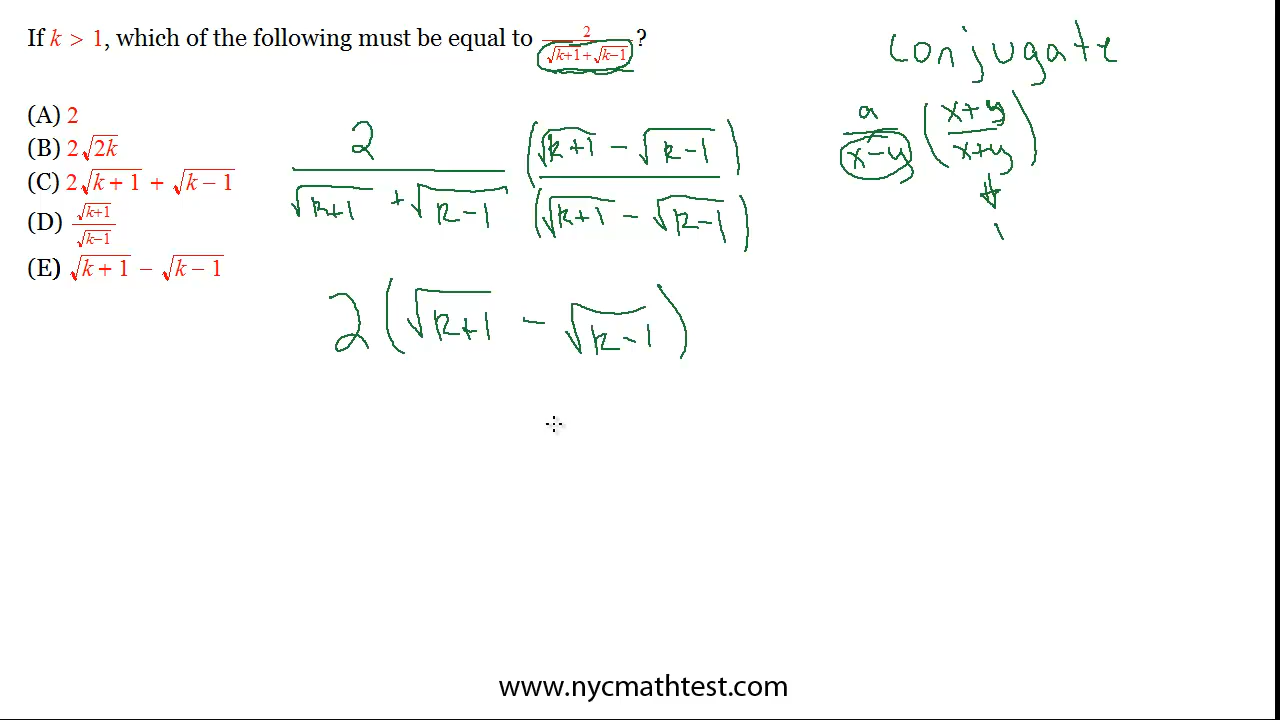 If k > 1, which of the following must be equal to 2/(√(k+1) + √(k−1)) ?
(A) 2
(B) 2√(2k)
(C) 2√(k + 1) + √(k − 1)
(D) √(k+1)/√(k−1)
(E) √(k + 1) − √(k − 1)
conjugate
a/(x−y) ((x+y)/(x+y))
1
2/(√(k+1) + √(k−1)) (√(k+1) − √(k−1))/(√(k+1) − √(k−1))
2(√(k+1) − √(k−1))
www.nycmathtest.com